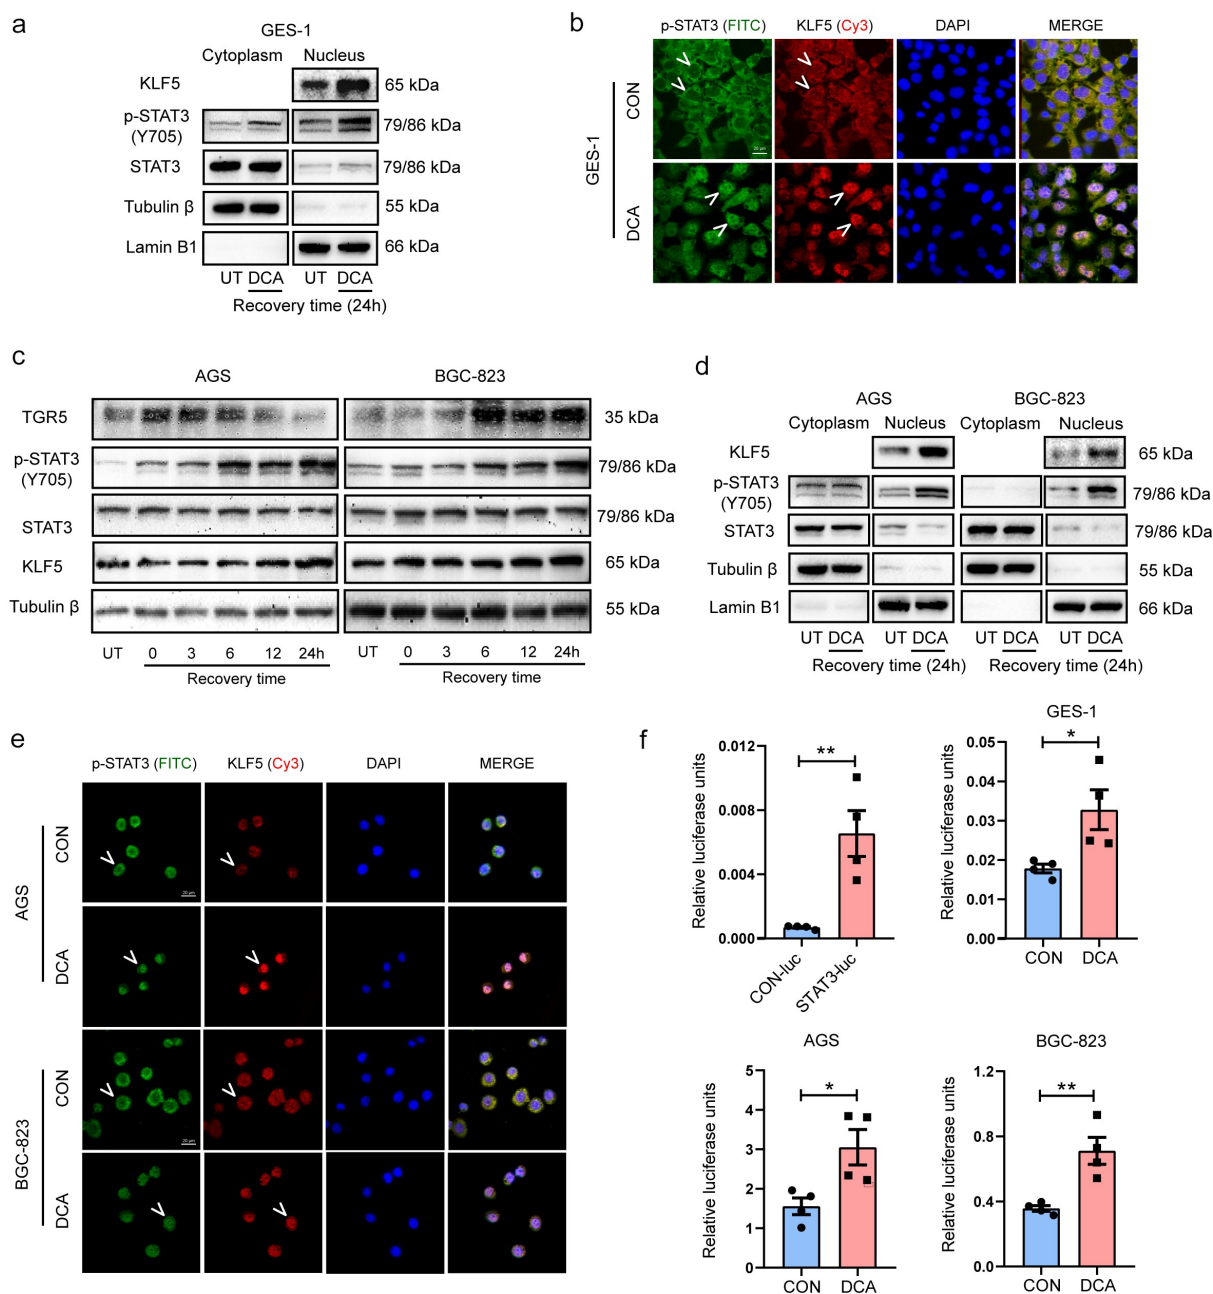 a
GES-1
Cytoplasm Nucleus
KLF5 65 kDa
p-STAT3 (Y705) 79/86 kDa
STAT3 79/86 kDa
Tubulin β 55 kDa
Lamin B1 66 kDa
UT DCA UT DCA
Recovery time (24h)
b
p-STAT3 (FITC) KLF5 (Cy3) DAPI MERGE
GES-1
CON
20 μm
DCA
c
AGS BGC-823
TGR5 35 kDa
p-STAT3 (Y705) 79/86 kDa
STAT3 79/86 kDa
KLF5 65 kDa
Tubulin β 55 kDa
UT 0 3 6 12 24h UT 0 3 6 12 24h
Recovery time Recovery time
d
AGS BGC-823
Cytoplasm Nucleus Cytoplasm Nucleus
KLF5 65 kDa
p-STAT3 (Y705) 79/86 kDa
STAT3 79/86 kDa
Tubulin β 55 kDa
Lamin B1 66 kDa
UT DCA UT DCA UT DCA UT DCA
Recovery time (24h) Recovery time (24h)
e
p-STAT3 (FITC) KLF5 (Cy3) DAPI MERGE
AGS
CON
20 μm
DCA
BGC-823
CON
20 μm
DCA
f
Relative luciferase units
0.012
0.008
0.004
0.000
**
CON-luc STAT3-luc
GES-1
Relative luciferase units
0.05
0.04
0.03
0.02
0.01
0.00
*
CON DCA
AGS
Relative luciferase units
5
4
3
2
1
0
*
CON DCA
BGC-823
Relative luciferase units
1.2
0.8
0.4
0.0
**
CON DCA